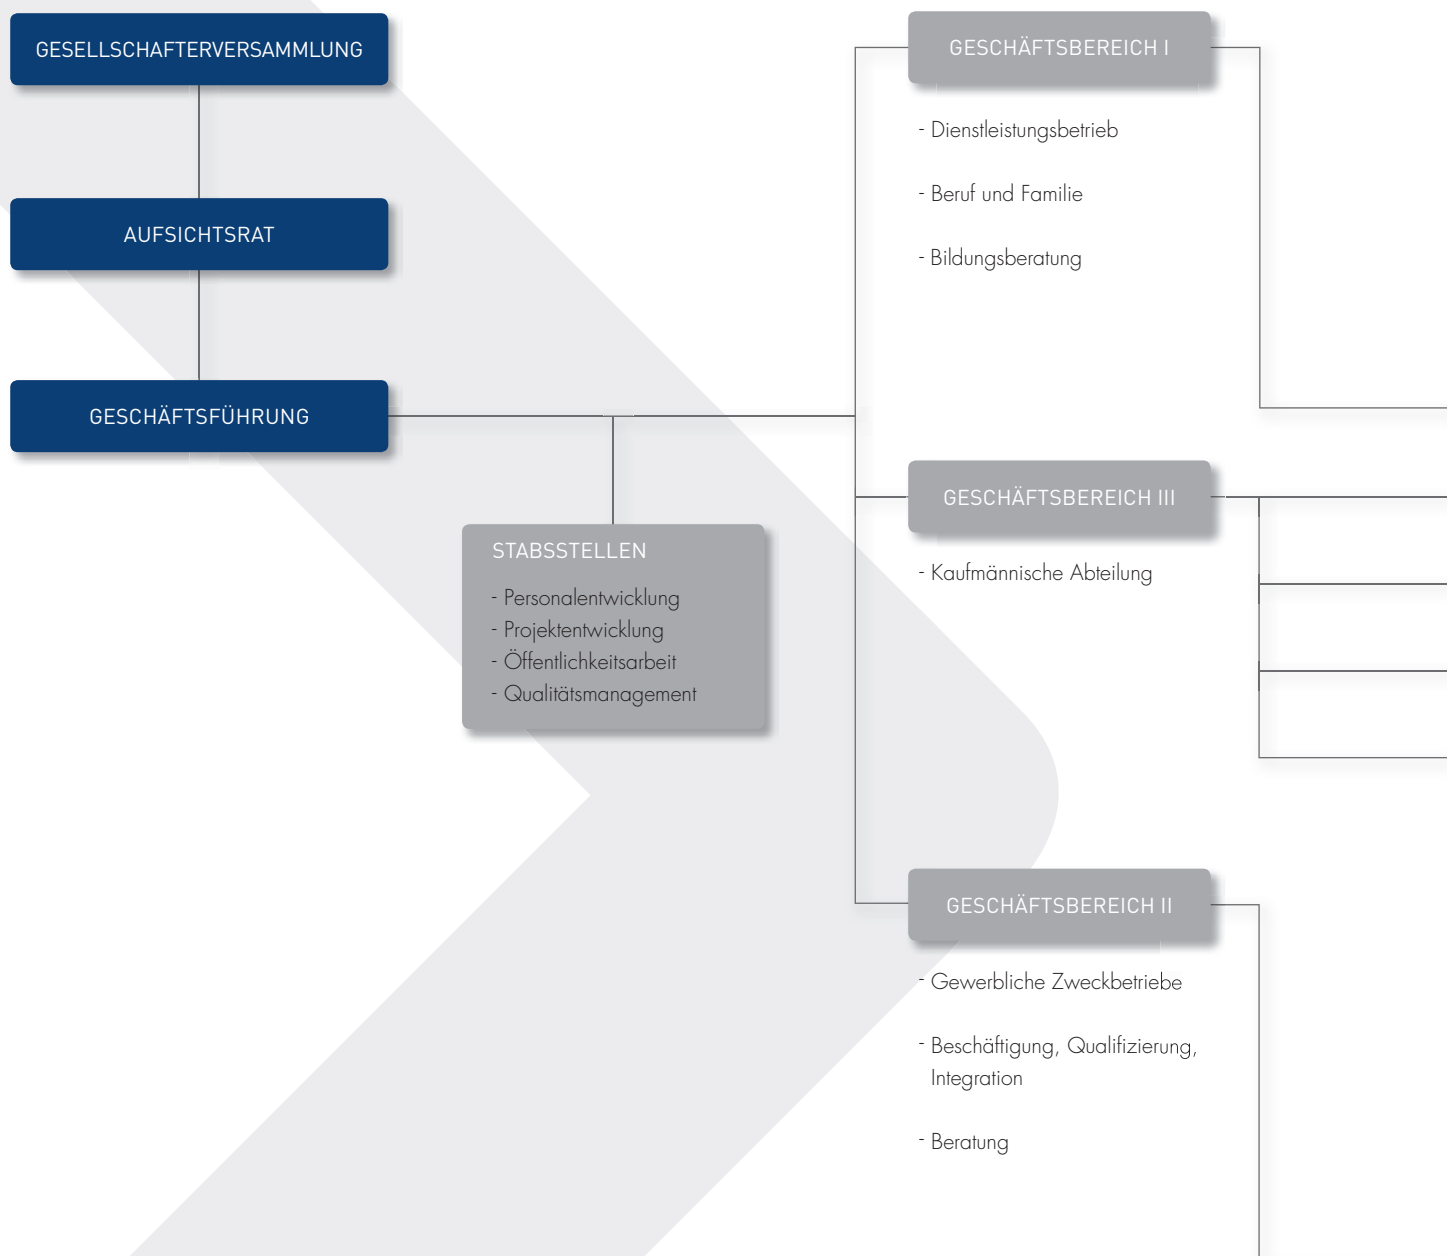 GESELLSCHAFTERVERSAMMLUNG
AUFSICHTSRAT
GESCHÄFTSFÜHRUNG
STABSSTELLEN
- Personalentwicklung
- Projektentwicklung
- Öffentlichkeitsarbeit
- Qualitätsmanagement
GESCHÄFTSBEREICH I
- Dienstleistungsbetrieb
- Beruf und Familie
- Bildungsberatung
GESCHÄFTSBEREICH III
- Kaufmännische Abteilung
GESCHÄFTSBEREICH II
- Gewerbliche Zweckbetriebe
- Beschäftigung, Qualifizierung,
Integration
- Beratung